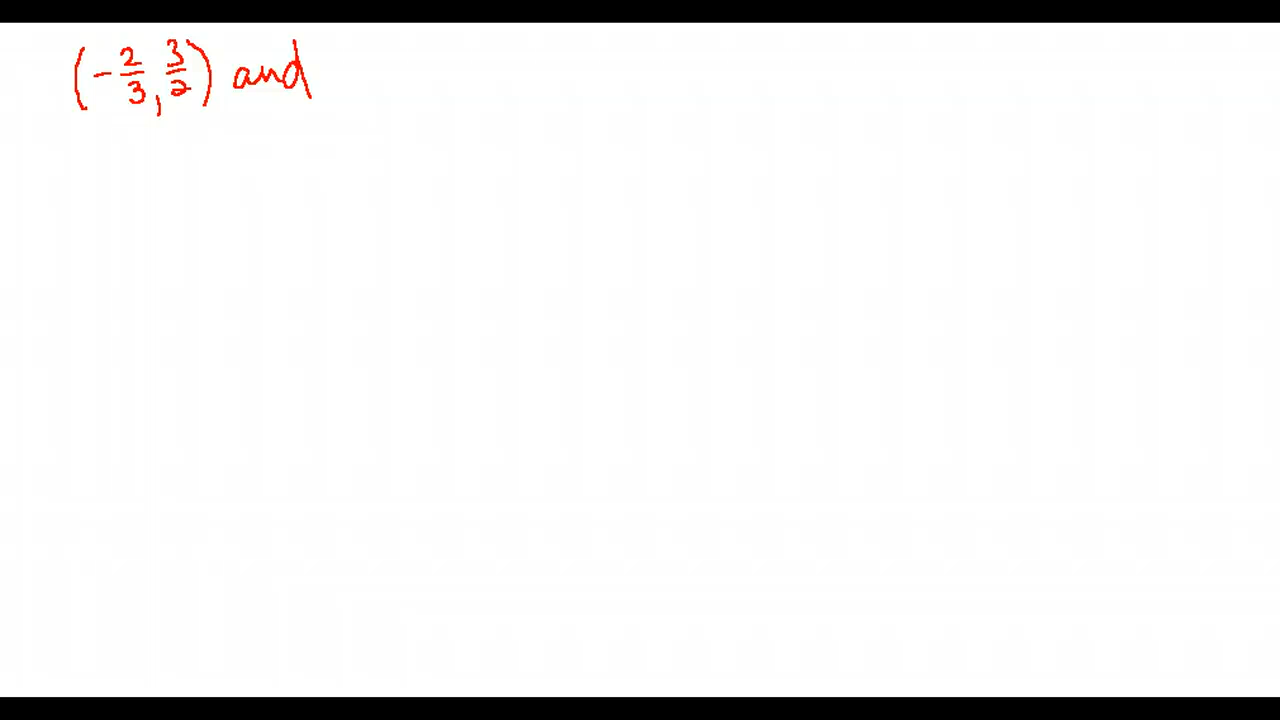 (-2/3, 3/2) and